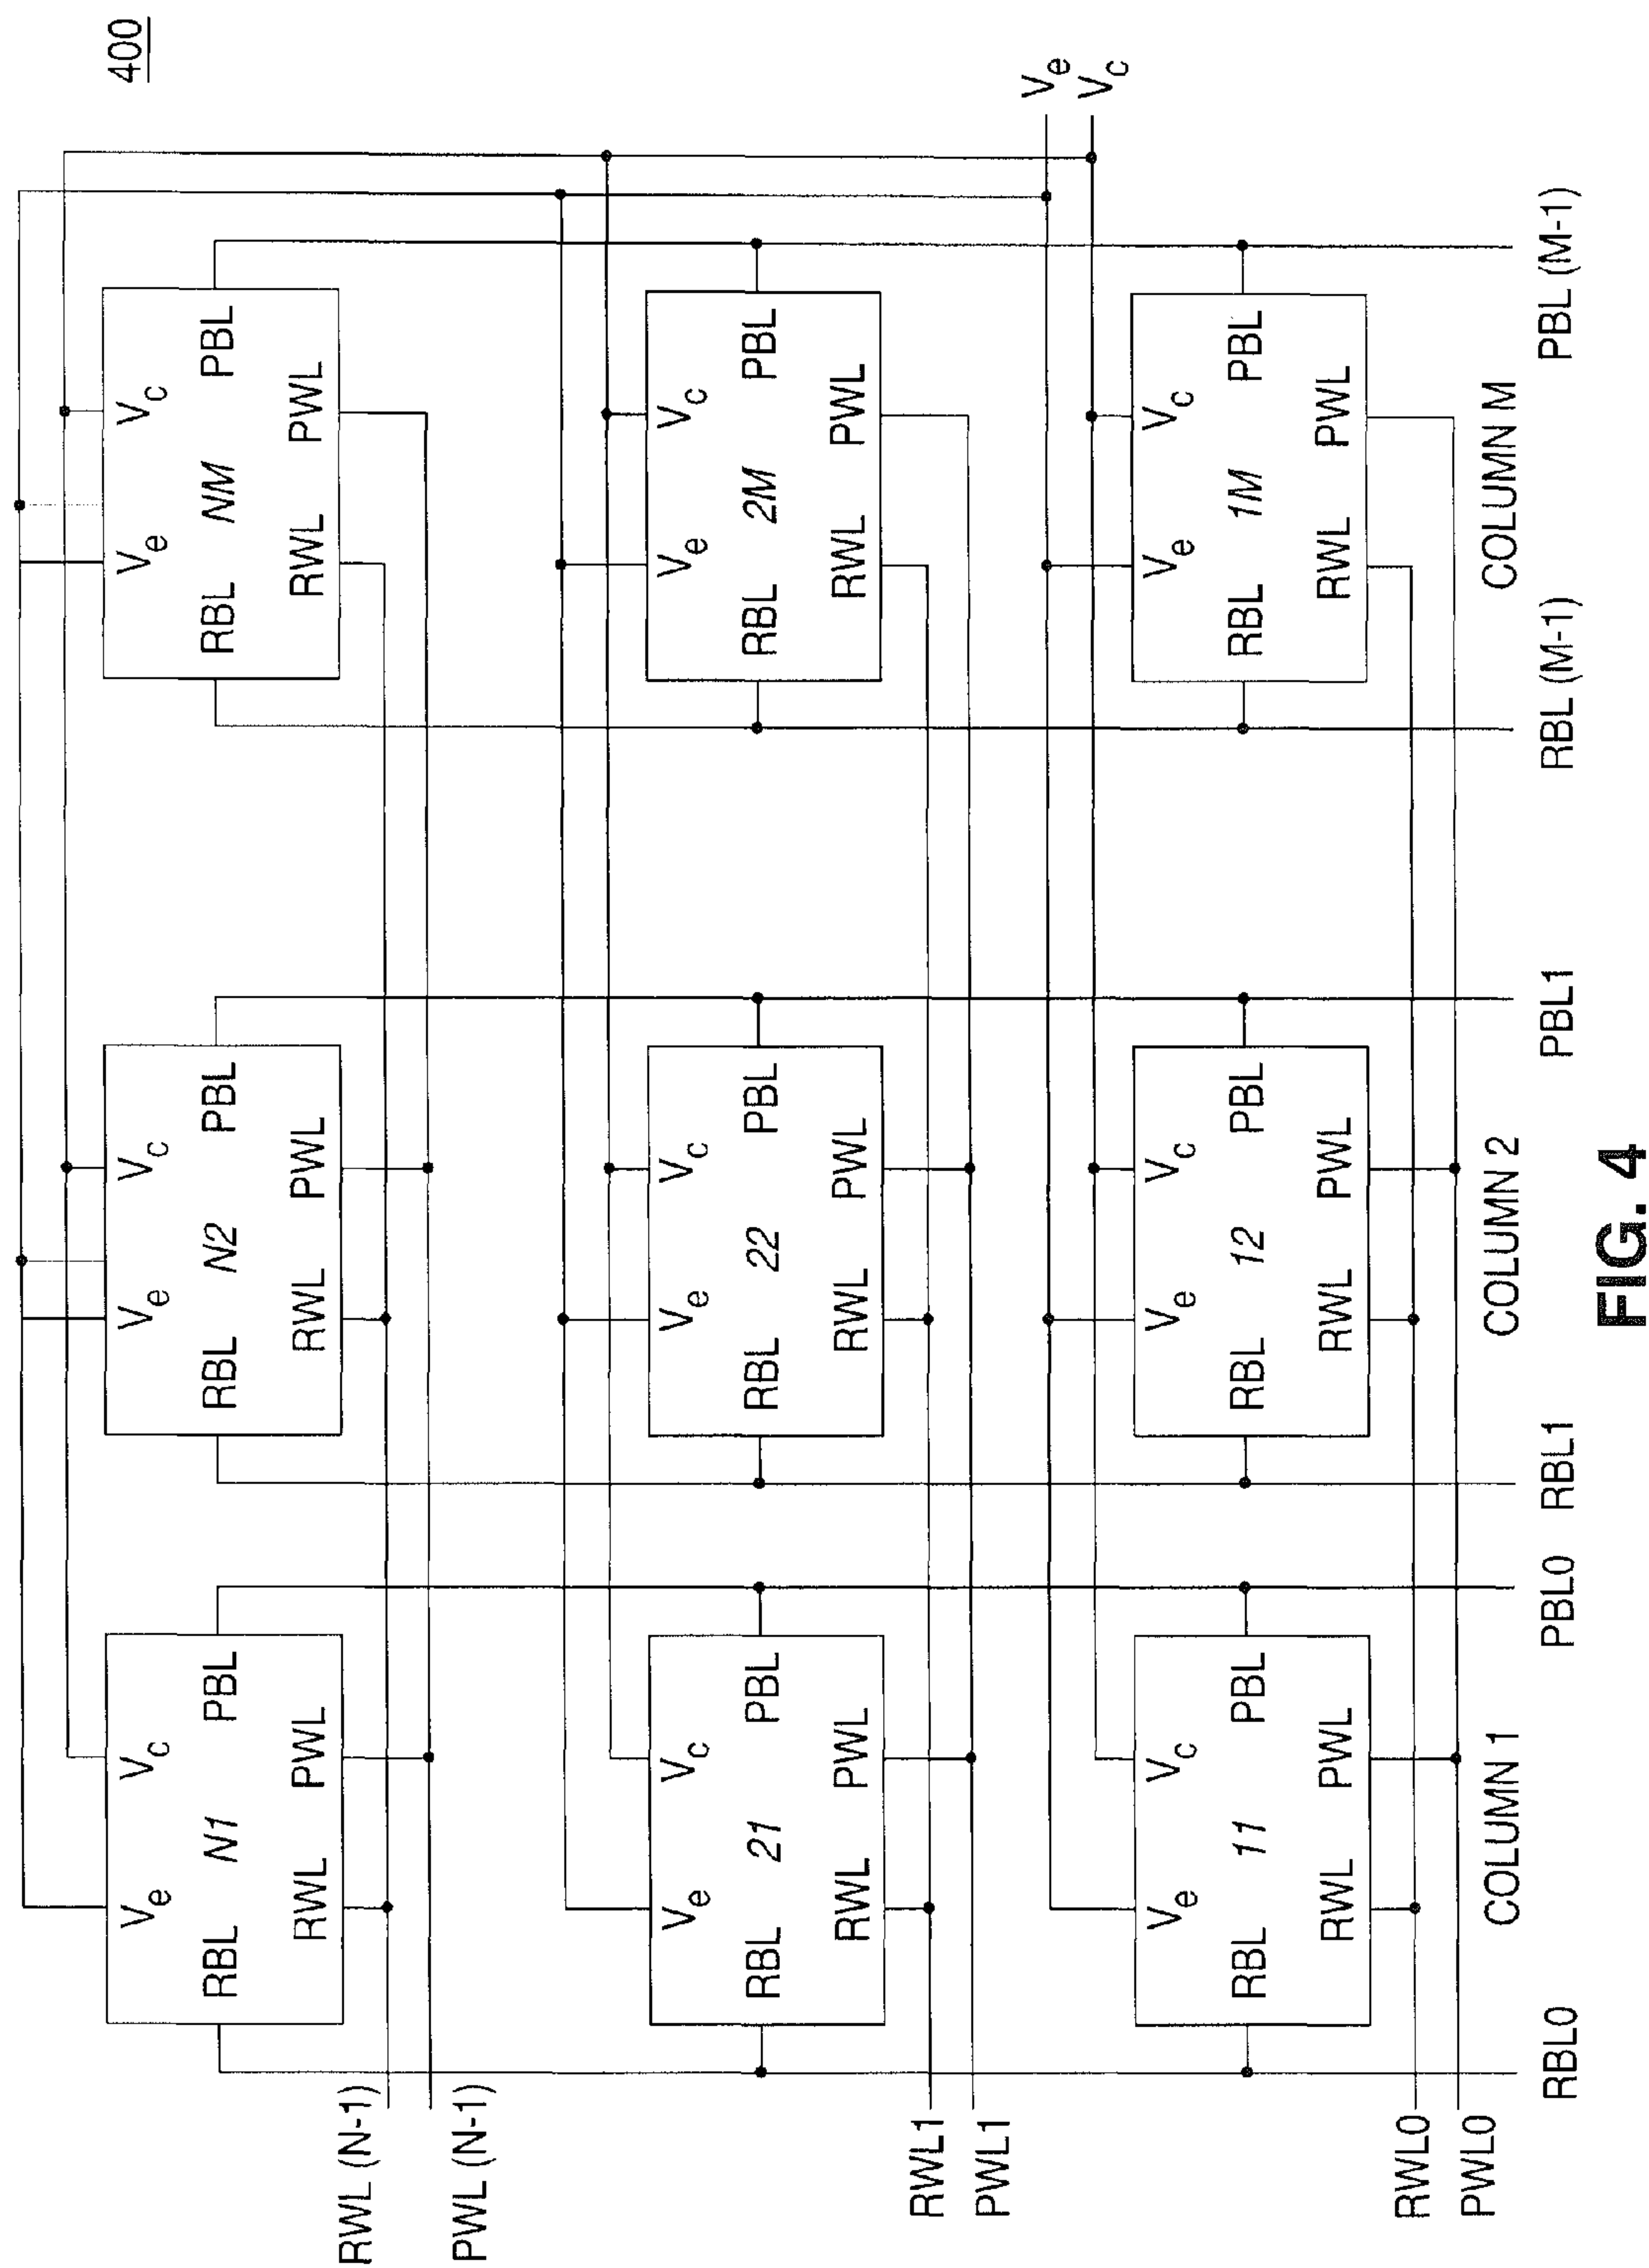 400
Ve Vc Ve Vc Ve Vc
RBL N1 PBL RBL N2 PBL RBL NM PBL
RWL PWL RWL PWL RWL PWL
RWL (N-1)
PWL (N-1)
Ve Vc Ve Vc Ve Vc
RBL 21 PBL RBL 22 PBL RBL 2M PBL
RWL PWL RWL PWL RWL PWL
RWL1
PWL1
Ve
Vc
Ve Vc Ve Vc Ve Vc
RBL 11 PBL RBL 12 PBL RBL 1M PBL
RWL PWL RWL PWL RWL PWL
RWL0
PWL0
COLUMN 1 COLUMN 2 COLUMN M
RBL0 PBL0 RBL1 PBL1 RBL (M-1) PBL (M-1)
FIG. 4